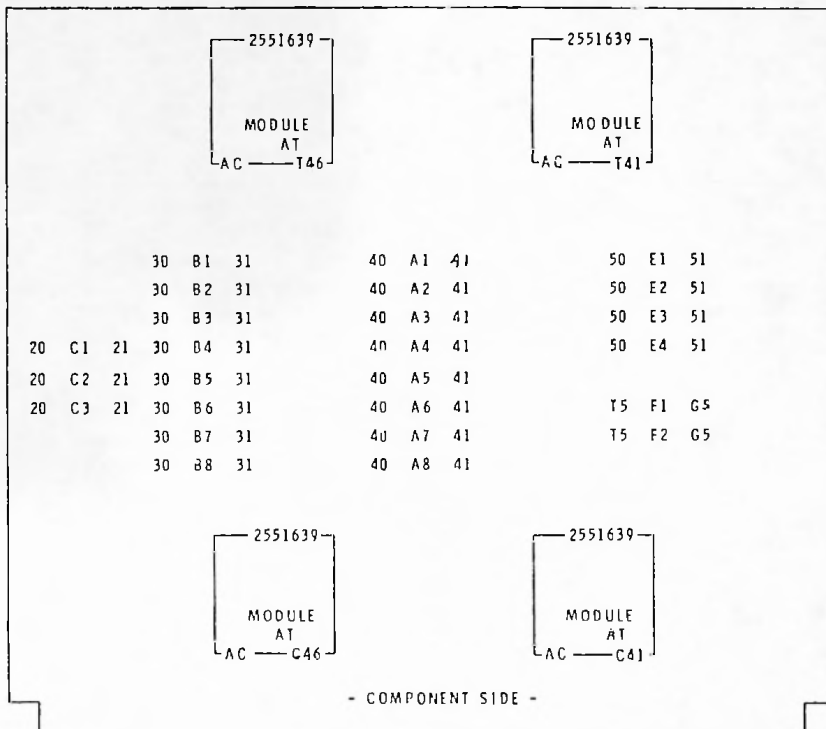 2551639 2551639
MODULE MODULE
AT AT
AC T46 AC T41
30 B1 31 40 A1 41 50 E1 51
30 B2 31 40 A2 41 50 E2 51
30 B3 31 40 A3 41 50 E3 51
20 C1 21 30 B4 31 40 A4 41 50 E4 51
20 C2 21 30 B5 31 40 A5 41
20 C3 21 30 B6 31 40 A6 41 T5 F1 G5
30 B7 31 40 A7 41 T5 F2 G5
30 B8 31 40 A8 41
2551639 2551639
MODULE MODULE
AT AT
AC G46 AC C41
- COMPONENT SIDE -